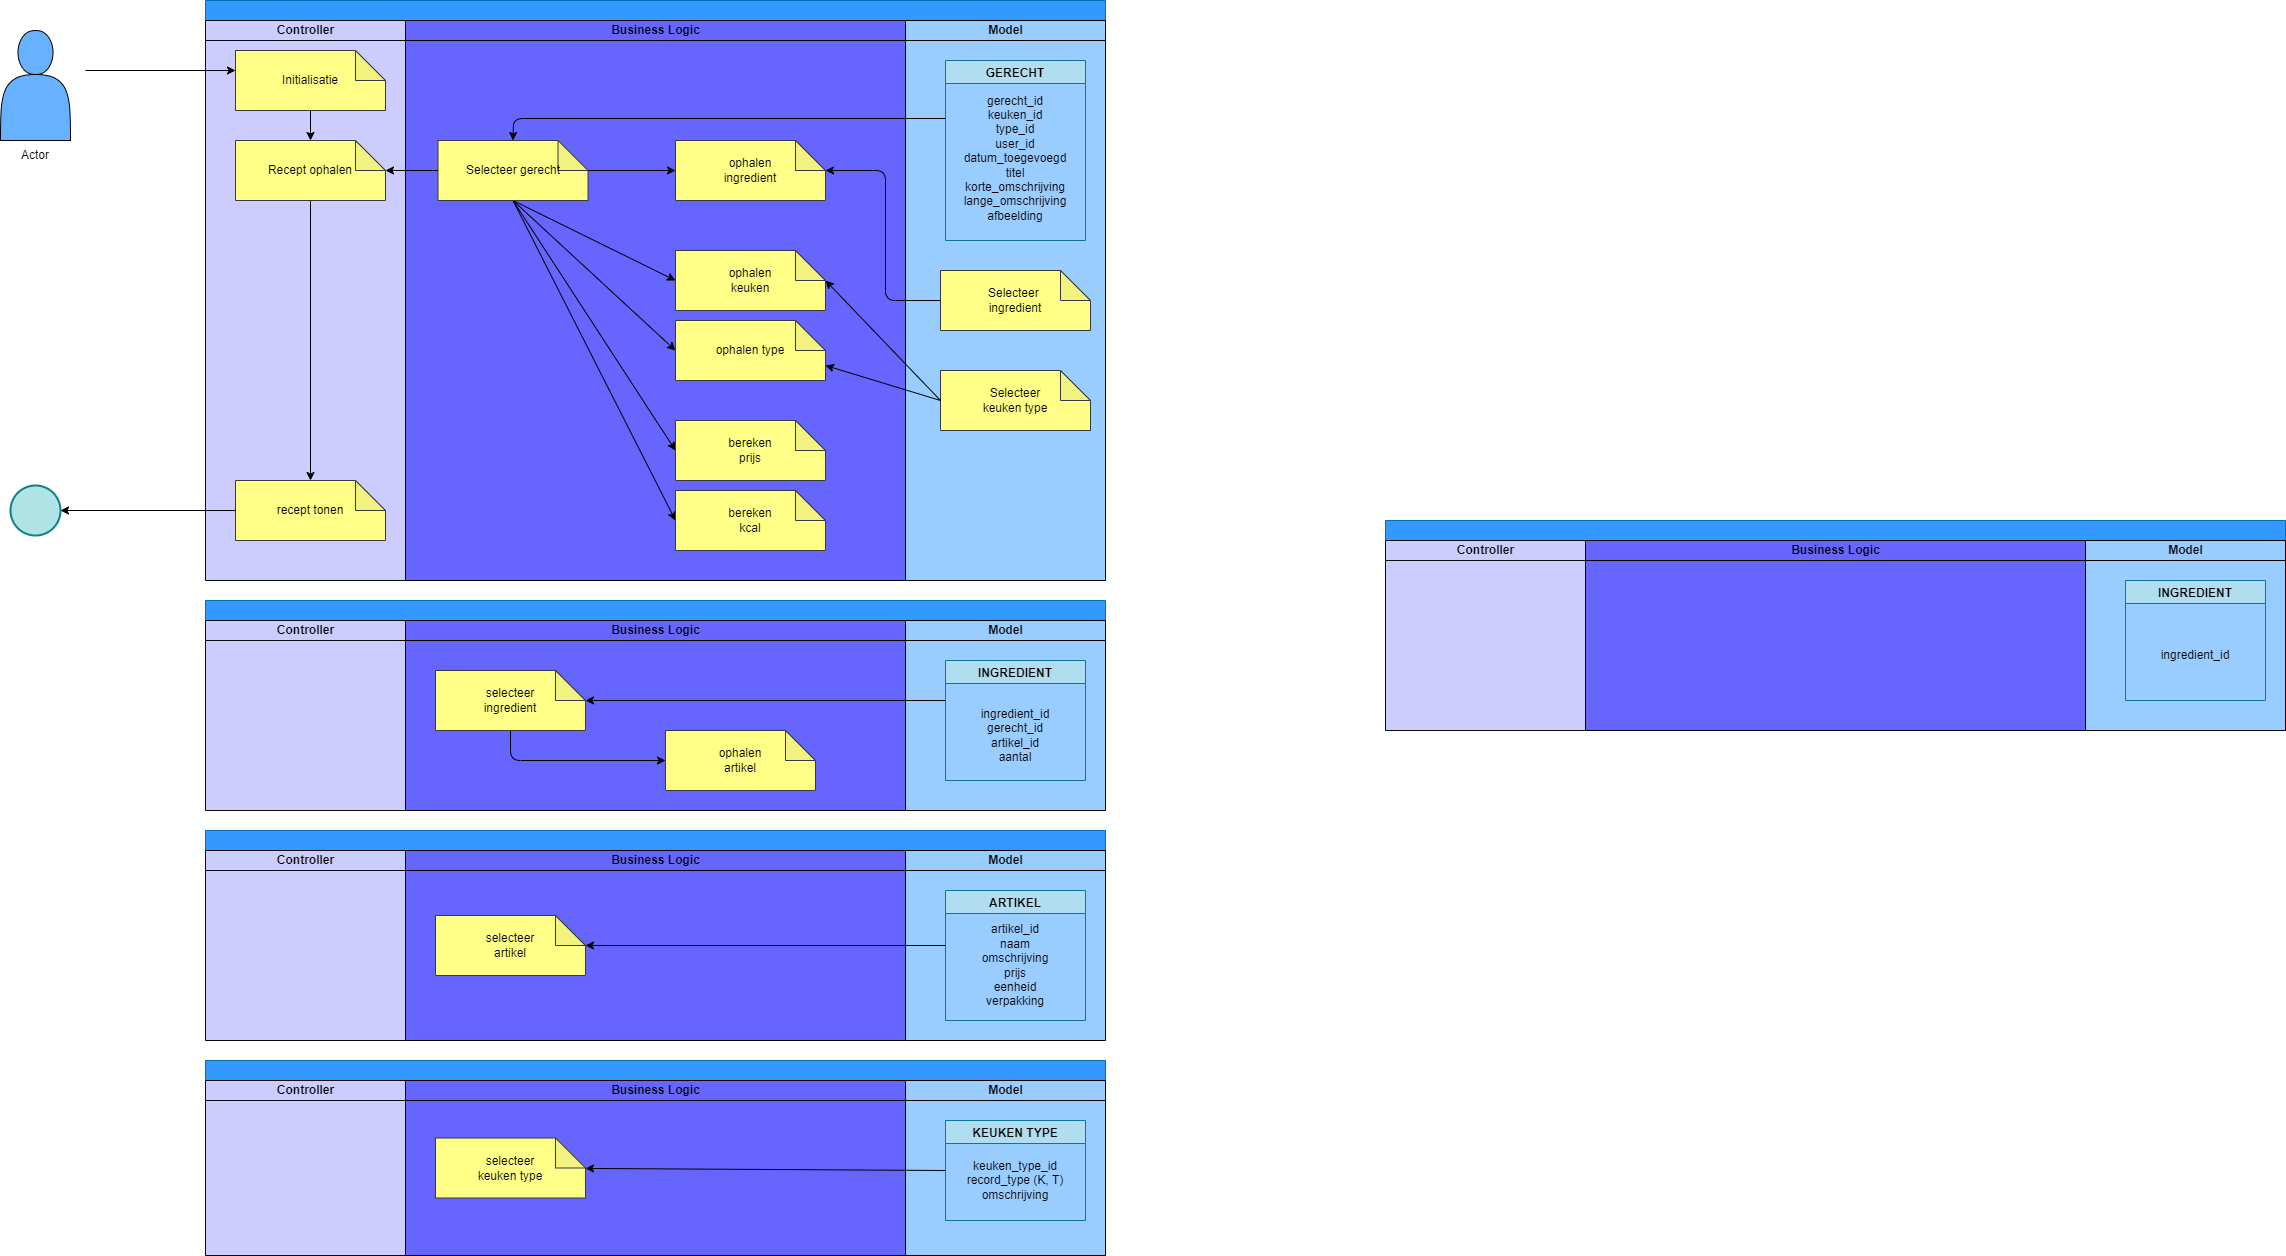 Controller
Business Logic
Model
Actor
Initialisatie
GERECHT
gerecht_id
keuken_id
type_id
user_id
datum_toegevoegd
titel
korte_omschrijving
lange_omschrijving
afbeelding
Recept ophalen
Selecteer gerecht
ophalen
ingredient
ophalen
keuken
Selecteer
ingredient
ophalen type
Selecteer
keuken type
bereken
prijs
recept tonen
bereken
kcal
Controller
Business Logic
Model
INGREDIENT
ingredient_id
Controller
Business Logic
Model
selecteer
ingredient
INGREDIENT
ingredient_id
gerecht_id
artikel_id
aantal
ophalen
artikel
Controller
Business Logic
Model
selecteer
artikel
ARTIKEL
artikel_id
naam
omschrijving
prijs
eenheid
verpakking
Controller
Business Logic
Model
selecteer
keuken type
KEUKEN TYPE
keuken_type_id
record_type (K, T)
omschrijving